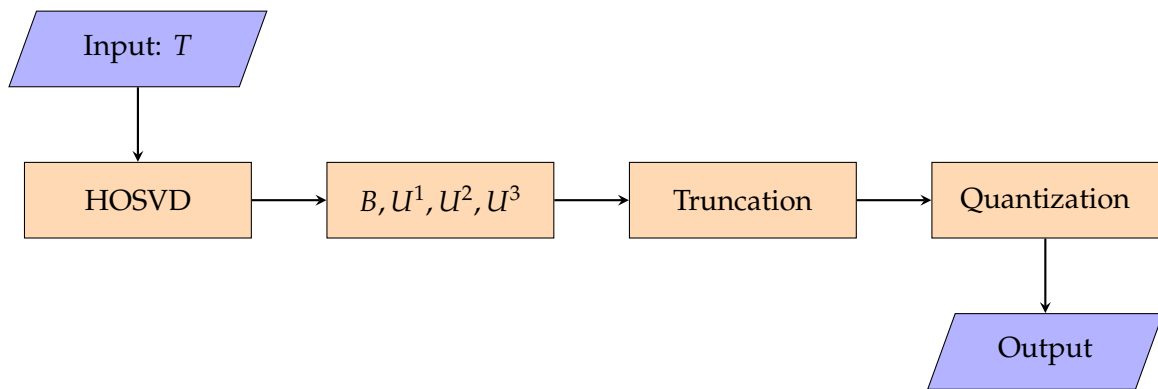 Input: T
HOSVD
B, U¹, U², U³
Truncation
Quantization
Output